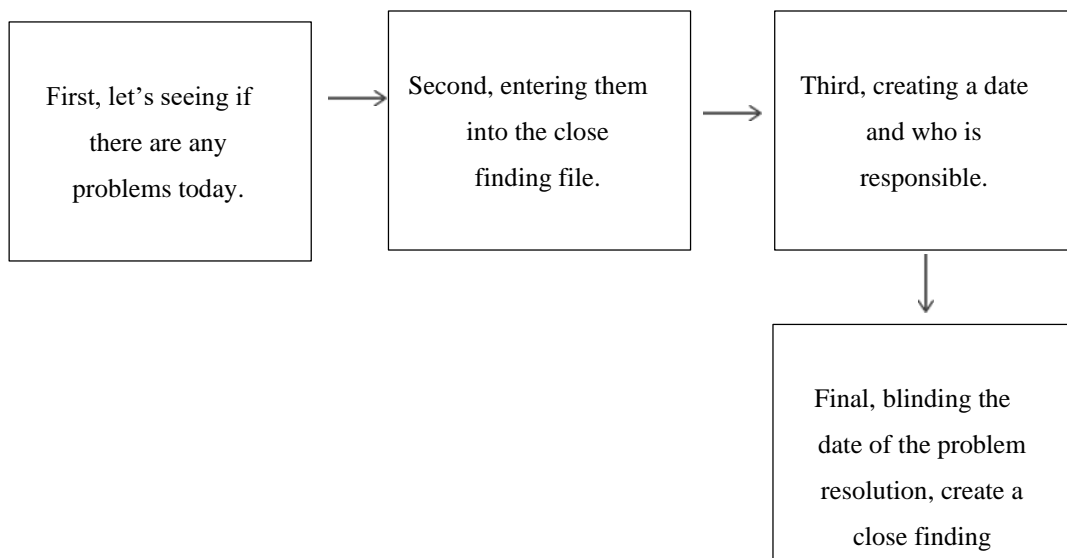 First, let’s seeing if
there are any
problems today.
Second, entering them
into the close
finding file.
Third, creating a date
and who is
responsible.
Final, blinding the
date of the problem
resolution, create a
close finding